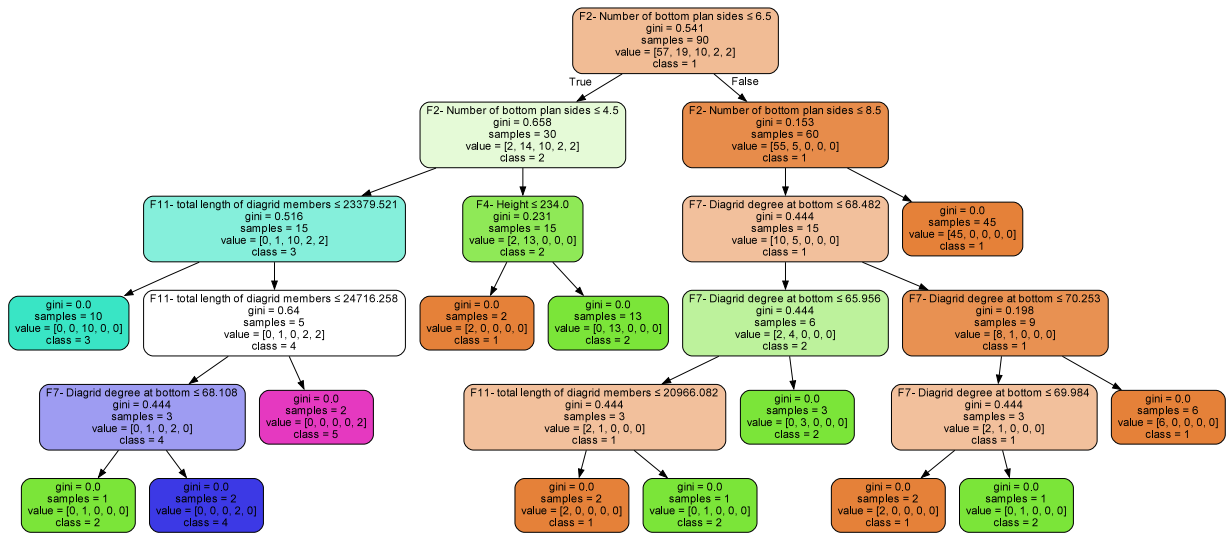 F2- Number of bottom plan sides ≤ 6.5
gini = 0.541
samples = 90
value = [57, 19, 10, 2, 2]
class = 1
True
False
F2- Number of bottom plan sides ≤ 4.5
gini = 0.658
samples = 30
value = [2, 14, 10, 2, 2]
class = 2
F2- Number of bottom plan sides ≤ 8.5
gini = 0.153
samples = 60
value = [55, 5, 0, 0, 0]
class = 1
F11- total length of diagrid members ≤ 23379.521
gini = 0.516
samples = 15
value = [0, 1, 10, 2, 2]
class = 3
F4- Height ≤ 234.0
gini = 0.231
samples = 15
value = [2, 13, 0, 0, 0]
class = 2
F7- Diagrid degree at bottom ≤ 68.482
gini = 0.444
samples = 15
value = [10, 5, 0, 0, 0]
class = 1
gini = 0.0
samples = 45
value = [45, 0, 0, 0, 0]
class = 1
gini = 0.0
samples = 10
value = [0, 0, 10, 0, 0]
class = 3
F11- total length of diagrid members ≤ 24716.258
gini = 0.64
samples = 5
value = [0, 1, 0, 2, 2]
class = 4
gini = 0.0
samples = 2
value = [2, 0, 0, 0, 0]
class = 1
gini = 0.0
samples = 13
value = [0, 13, 0, 0, 0]
class = 2
F7- Diagrid degree at bottom ≤ 65.956
gini = 0.444
samples = 6
value = [2, 4, 0, 0, 0]
class = 2
F7- Diagrid degree at bottom ≤ 70.253
gini = 0.198
samples = 9
value = [8, 1, 0, 0, 0]
class = 1
F7- Diagrid degree at bottom ≤ 68.108
gini = 0.444
samples = 3
value = [0, 1, 0, 2, 0]
class = 4
gini = 0.0
samples = 2
value = [0, 0, 0, 0, 2]
class = 5
F11- total length of diagrid members ≤ 20966.082
gini = 0.444
samples = 3
value = [2, 1, 0, 0, 0]
class = 1
gini = 0.0
samples = 3
value = [0, 3, 0, 0, 0]
class = 2
F7- Diagrid degree at bottom ≤ 69.984
gini = 0.444
samples = 3
value = [2, 1, 0, 0, 0]
class = 1
gini = 0.0
samples = 6
value = [6, 0, 0, 0, 0]
class = 1
gini = 0.0
samples = 1
value = [0, 1, 0, 0, 0]
class = 2
gini = 0.0
samples = 2
value = [0, 0, 0, 2, 0]
class = 4
gini = 0.0
samples = 2
value = [2, 0, 0, 0, 0]
class = 1
gini = 0.0
samples = 1
value = [0, 1, 0, 0, 0]
class = 2
gini = 0.0
samples = 2
value = [2, 0, 0, 0, 0]
class = 1
gini = 0.0
samples = 1
value = [0, 1, 0, 0, 0]
class = 2